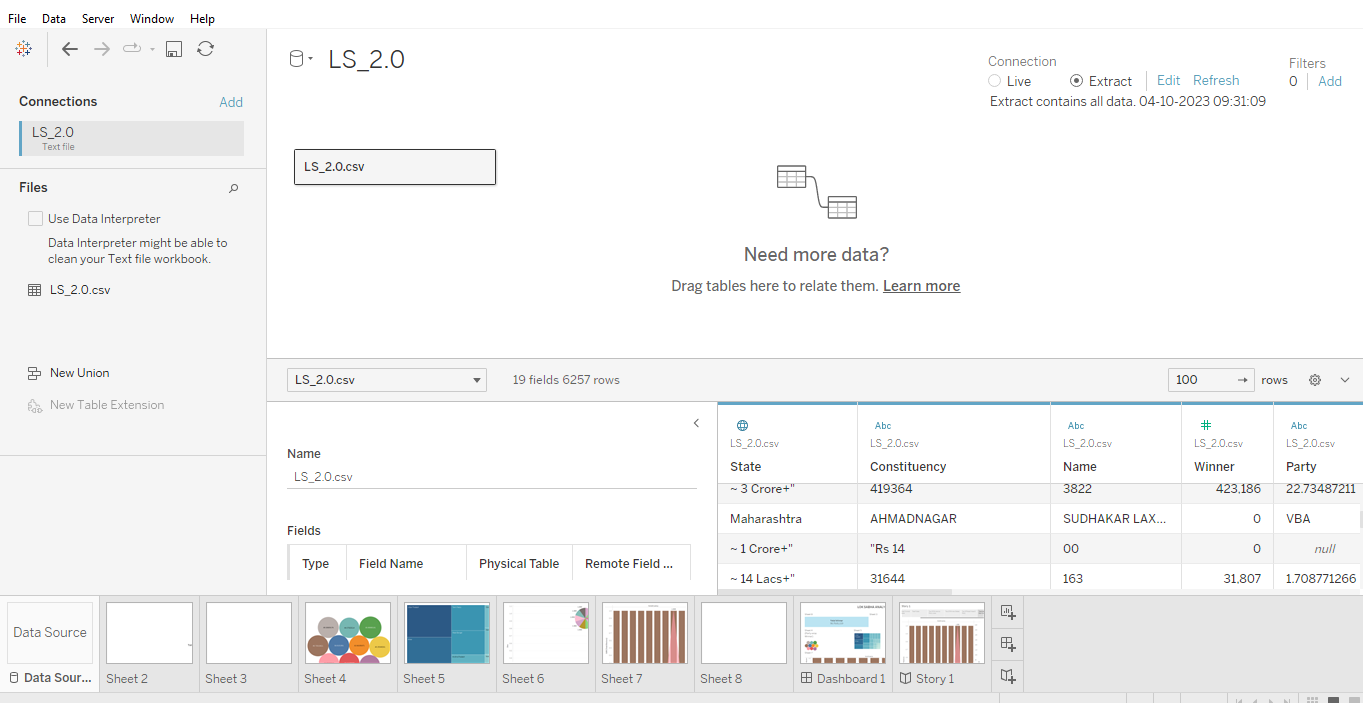 File Data Server Window Help
LS_2.0
Connection
Live Extract Edit Refresh
Extract contains all data. 04-10-2023 09:31:09
Filters
0 Add
Connections Add
LS_2.0
Text file
Files
Use Data Interpreter
Data Interpreter might be able to
clean your Text file workbook.
LS_2.0.csv
New Union
New Table Extension
LS_2.0.csv
Need more data?
Drag tables here to relate them. Learn more
LS_2.0.csv 19 fields 6257 rows 100 rows
Name
LS_2.0.csv
Fields
Type Field Name Physical Table Remote Field ...
Abc Abc # Abc
LS_2.0.csv LS_2.0.csv LS_2.0.csv LS_2.0.csv LS_2.0.csv
State Constituency Name Winner Party
~ 3 Crore+" 419364 3822 423,186 22.73487211
Maharashtra AHMADNAGAR SUDHAKAR LAX... 0 VBA
~ 1 Crore+" "Rs 14 00 0 null
~ 14 Lacs+" 31644 163 31,807 1.708771266
Data Source
Data Sour... Sheet 2 Sheet 3 Sheet 4 Sheet 5 Sheet 6 Sheet 7 Sheet 8 Dashboard 1 Story 1